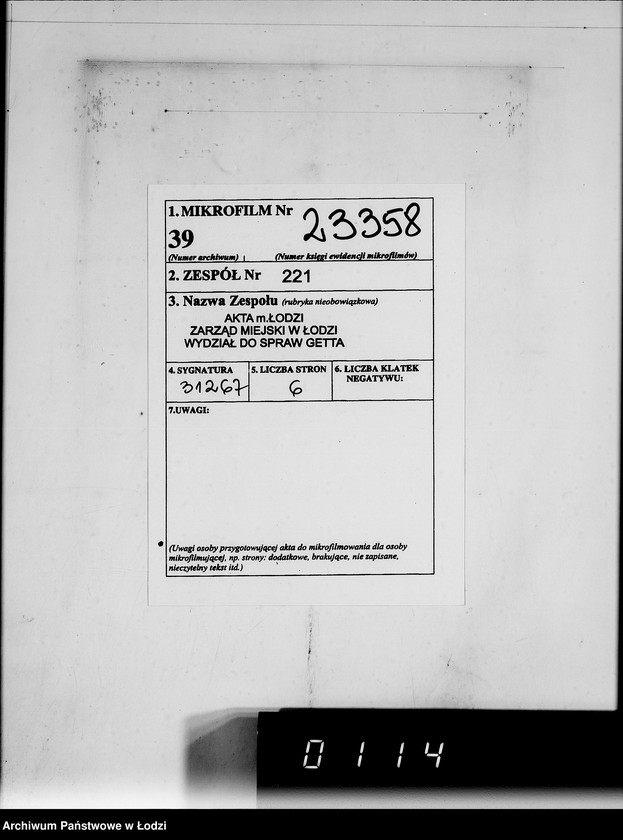 1. MIKROFILM Nr 23358
39
(Numer archiwum) (Numer księgi ewidencji mikrofilmów)
2. ZESPÓŁ Nr 221
3. Nazwa Zespołu (rubryka nieobowiązkowa)
AKTA m.ŁODZI
ZARZĄD MIEJSKI W ŁODZI
WYDZIAŁ DO SPRAW GETTA
4. SYGNATURA 5. LICZBA STRON 6. LICZBA KLATEK
NEGATYWU:
31267 6
7.UWAGI:
(Uwagi osoby przygotowującej akta do mikrofilmowania dla osoby
mikrofilmującej, np. strony: dodatkowe, brakujące, nie zapisane,
nieczytelny tekst itd.)
0114
Archiwum Państwowe w Łodzi